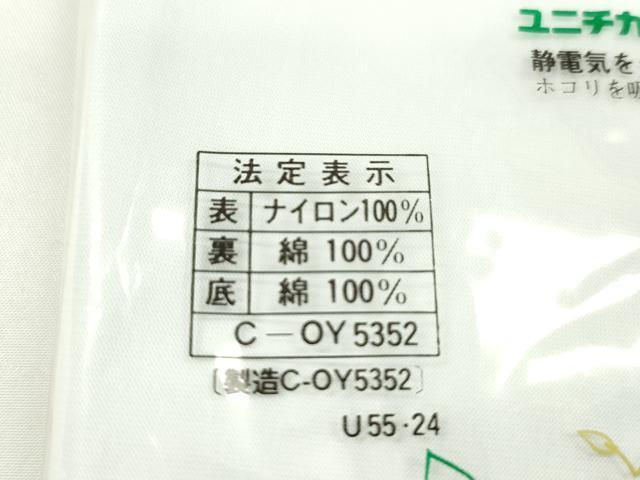 ユニチカ
静電気を
ホコリを吸
法定表示
表 ナイロン100%
裏 綿 100%
底 綿 100%
C-OY5352
〔製造C-OY5352〕
U55・24